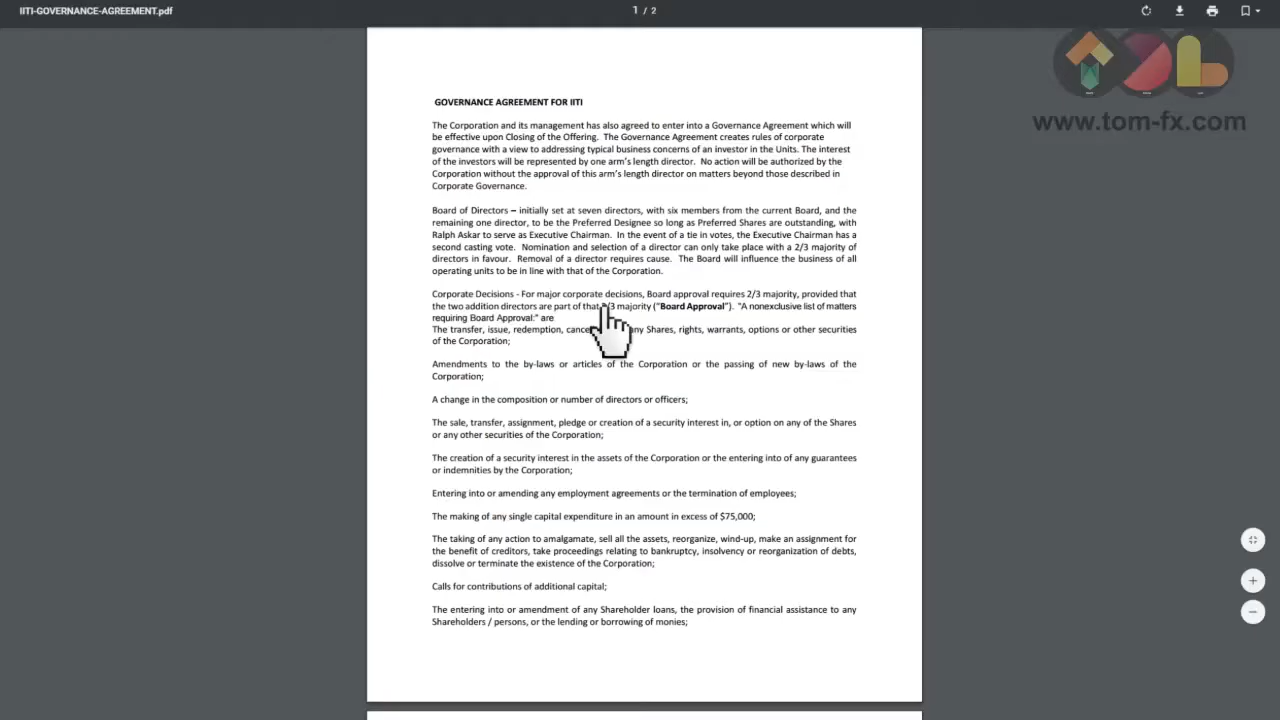 IITI-GOVERNANCE-AGREEMENT.pdf
1 / 2
www.tom-fx.com
GOVERNANCE AGREEMENT FOR IITI
The Corporation and its management has also agreed to enter into a Governance Agreement which will
be effective upon Closing of the Offering. The Governance Agreement creates rules of corporate
governance with a view to addressing typical business concerns of an investor in the Units. The interest
of the investors will be represented by one arm's length director. No action will be authorized by the
Corporation without the approval of this arm's length director on matters beyond those described in
Corporate Governance.
Board of Directors – initially set at seven directors, with six members from the current Board, and the
remaining one director, to be the Preferred Designee so long as Preferred Shares are outstanding, with
Ralph Askar to serve as Executive Chairman. In the event of a tie in votes, the Executive Chairman has a
second casting vote. Nomination and selection of a director can only take place with a 2/3 majority of
directors in favour. Removal of a director requires cause. The Board will influence the business of all
operating units to be in line with that of the Corporation.
Corporate Decisions - For major corporate decisions, Board approval requires 2/3 majority, provided that
the two addition directors are part of that /3 majority ("Board Approval"). "A nonexclusive list of matters
requiring Board Approval:" are
The transfer, issue, redemption, ny Shares, rights, warrants, options or other securities
of the Corporation;
Amendments to the by-laws or articles of the Corporation or the passing of new by-laws of the
Corporation;
A change in the composition or number of directors or officers;
The sale, transfer, assignment, pledge or creation of a security interest in, or option on any of the Shares
or any other securities of the Corporation;
The creation of a security interest in the assets of the Corporation or the entering into of any guarantees
or indemnities by the Corporation;
Entering into or amending any employment agreements or the termination of employees;
The making of any single capital expenditure in an amount in excess of $75,000;
The taking of any action to amalgamate, sell all the assets, reorganize, wind-up, make an assignment for
the benefit of creditors, take proceedings relating to bankruptcy, insolvency or reorganization of debts,
dissolve or terminate the existence of the Corporation;
Calls for contributions of additional capital;
The entering into or amendment of any Shareholder loans, the provision of financial assistance to any
Shareholders / persons, or the lending or borrowing of monies;